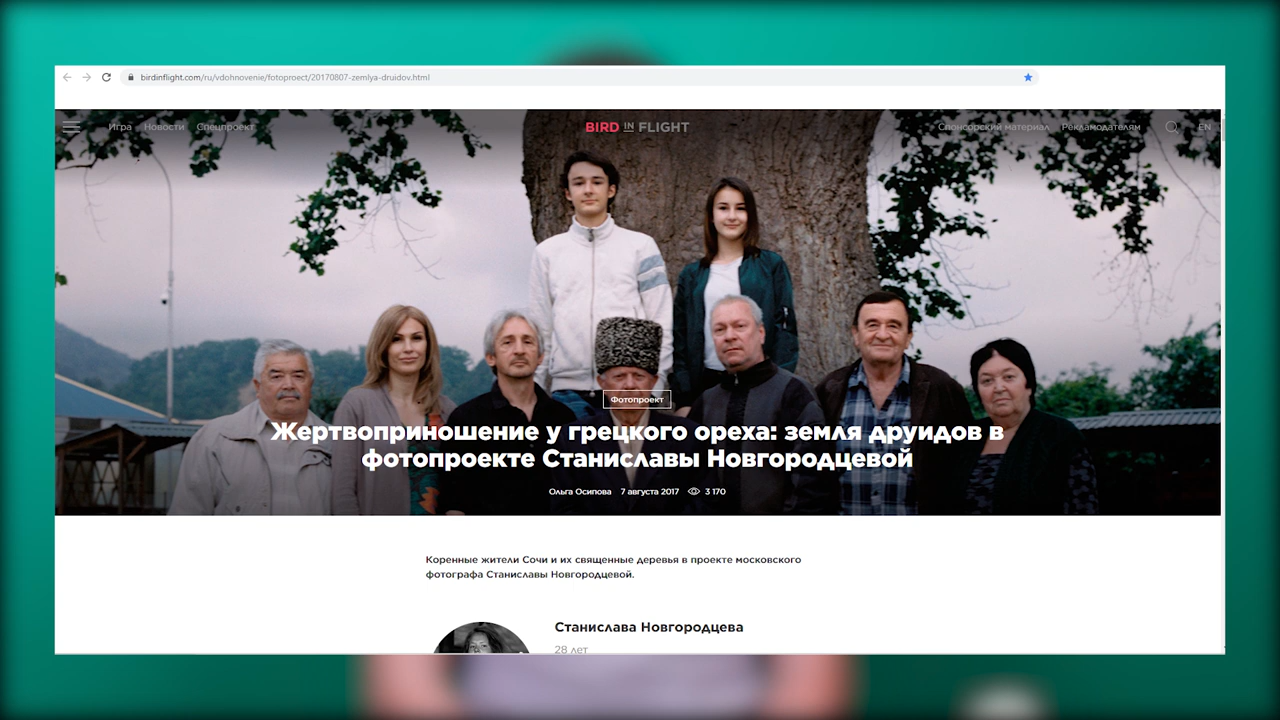 birdinflight.com/ru/vdohnovenie/fotoproect/20170807-zemlya-druidov.html
Игра Новости Спецпроект BIRD IN FLIGHT Спонсорский материал Рекламодателям EN
Фотопроект
Жертвоприношение у грецкого ореха: земля друидов в
фотопроекте Станиславы Новгородцевой
Ольга Осипова 7 августа 2017 3 170
Коренные жители Сочи и их священные деревья в проекте московского
фотографа Станиславы Новгородцевой.
Станислава Новгородцева
28 лет